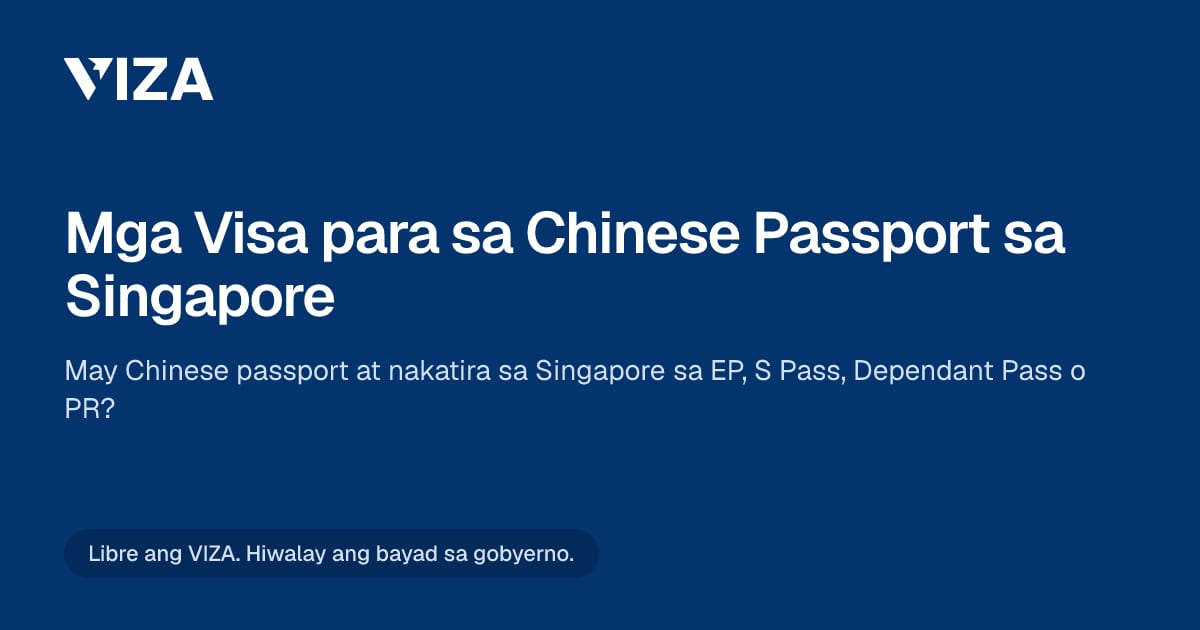 VIZA
Mga Visa para sa Chinese Passport sa
Singapore
May Chinese passport at nakatira sa Singapore sa EP, S Pass, Dependant Pass o
PR?
Libre ang VIZA. Hiwalay ang bayad sa gobyerno.